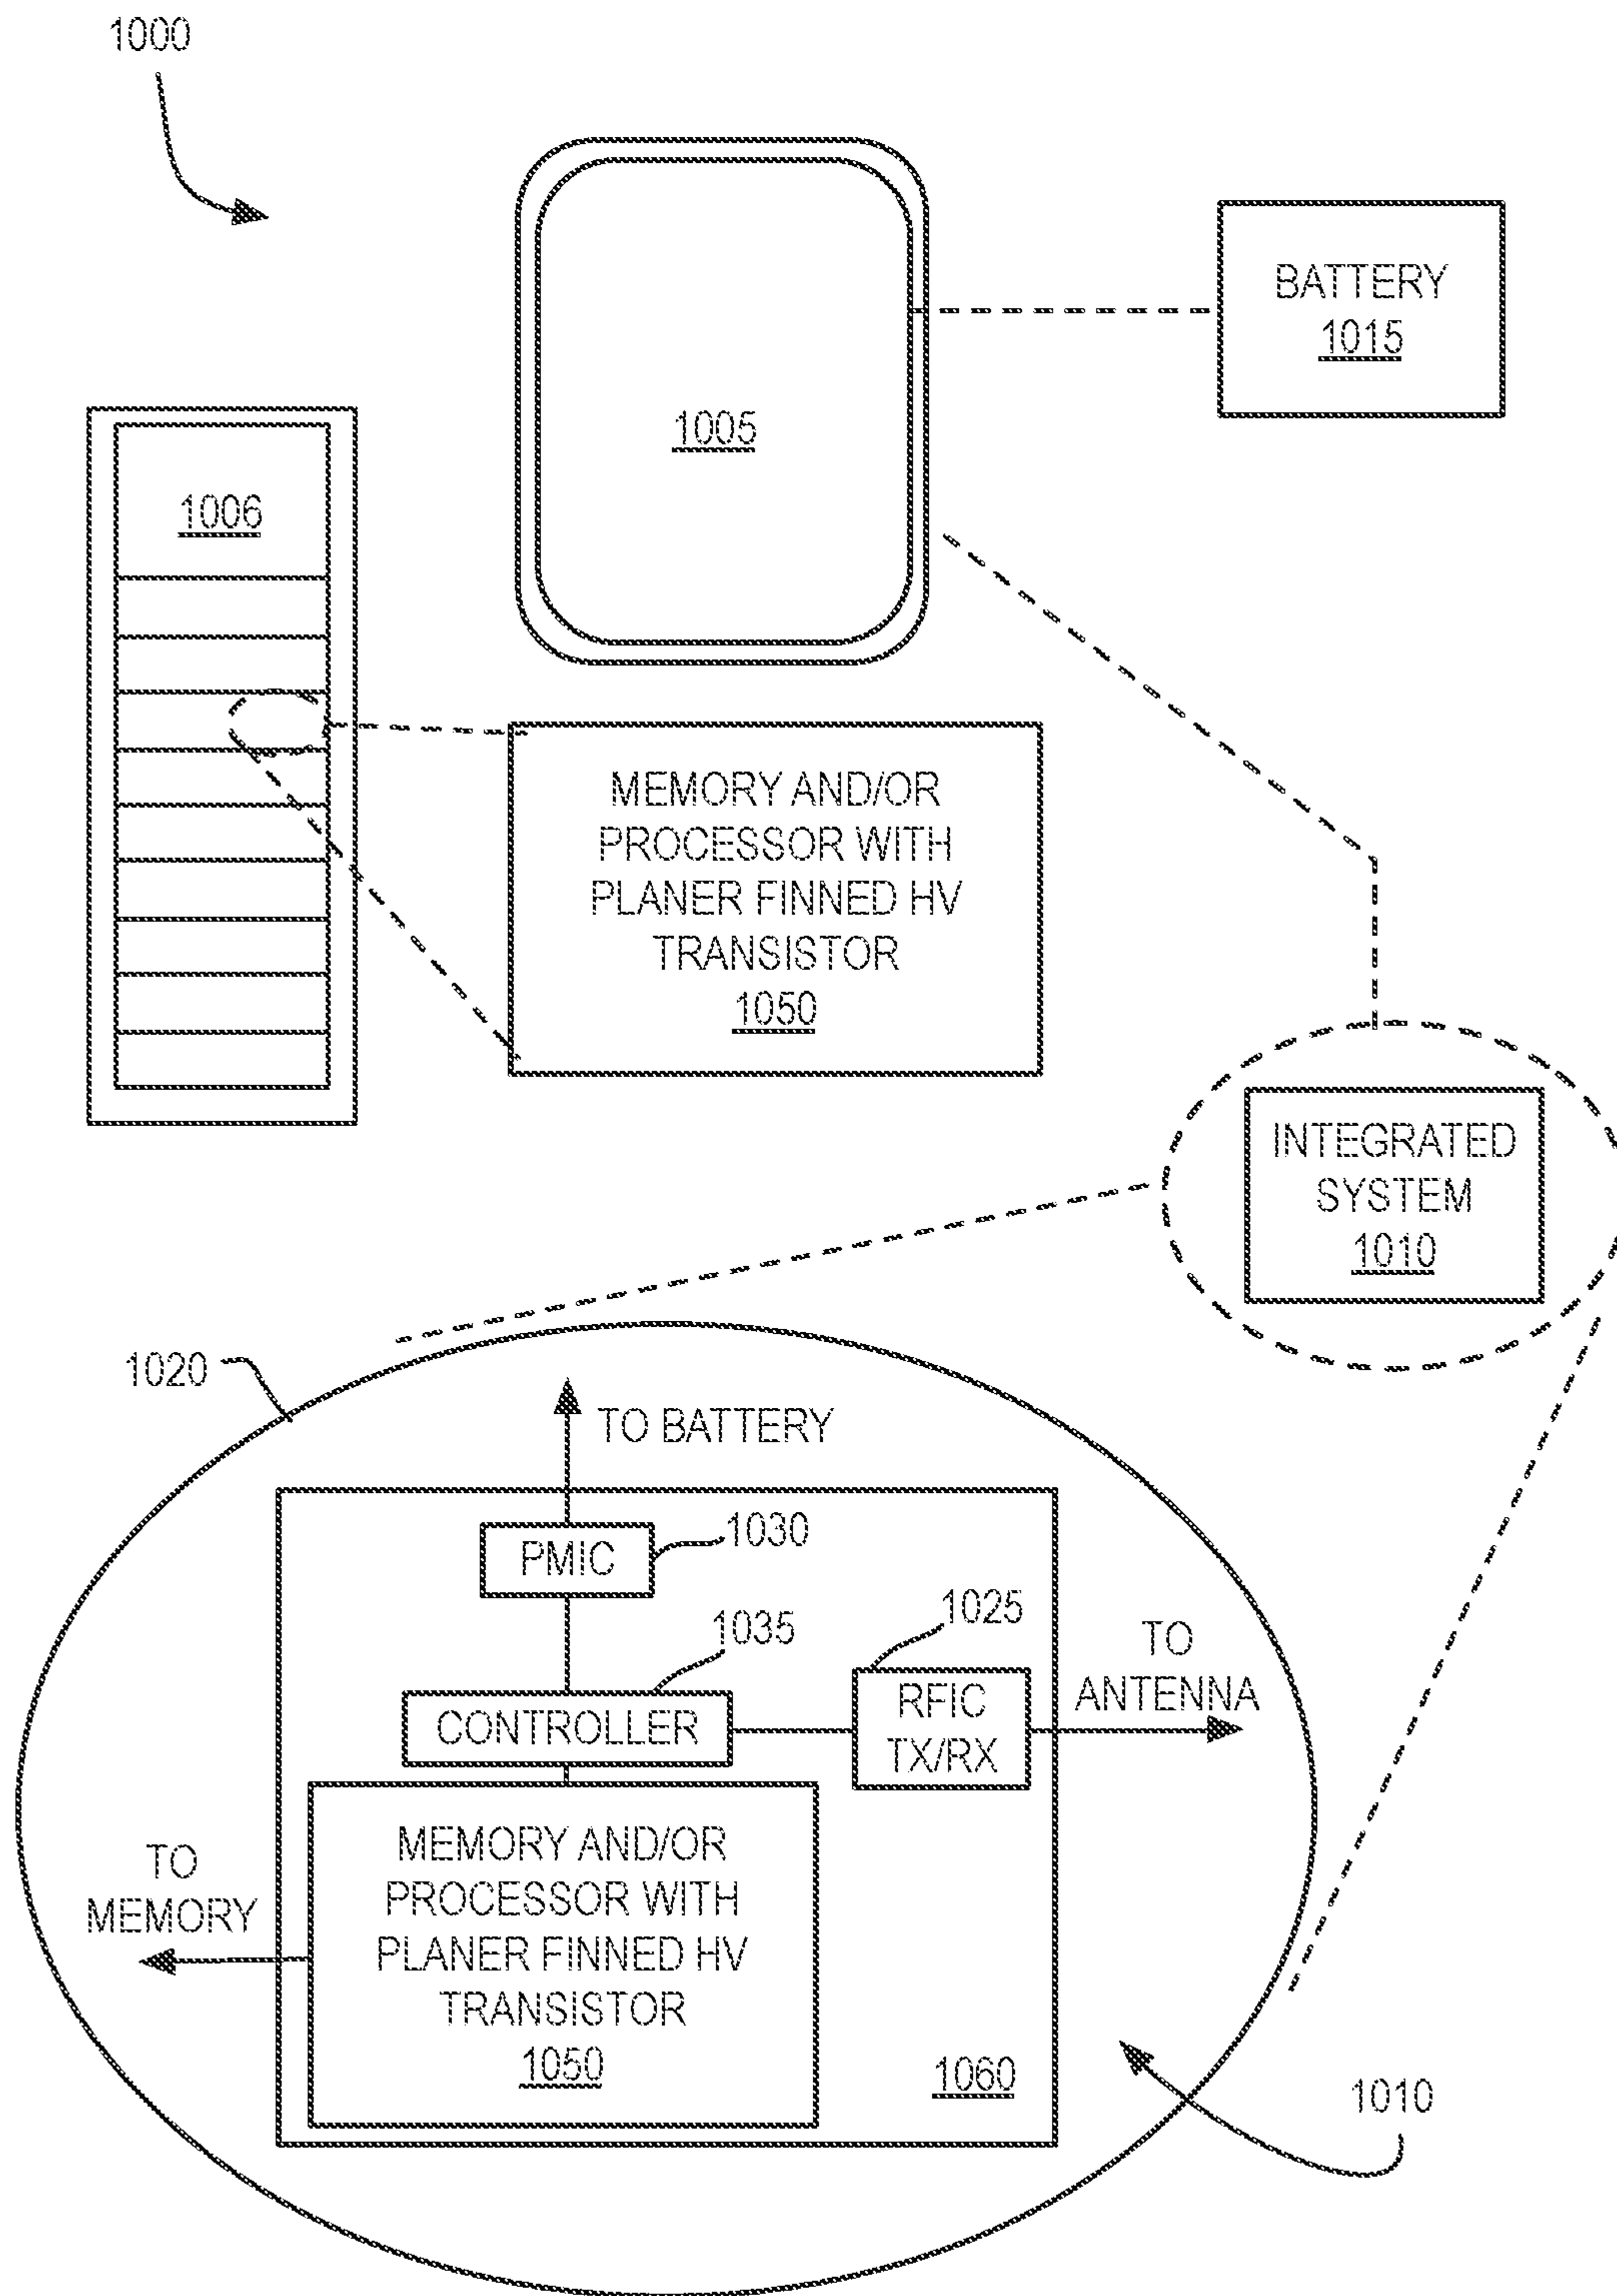 1000
BATTERY
1015
1005
1006
MEMORY AND/OR
PROCESSOR WITH
PLANER FINNED HV
TRANSISTOR
1050
INTEGRATED
SYSTEM
1010
1020
TO BATTERY
PMIC
1030
1035
1025
CONTROLLER
RFIC
TX/RX
TO
ANTENNA
TO
MEMORY
MEMORY AND/OR
PROCESSOR WITH
PLANER FINNED HV
TRANSISTOR
1050
1060
1010